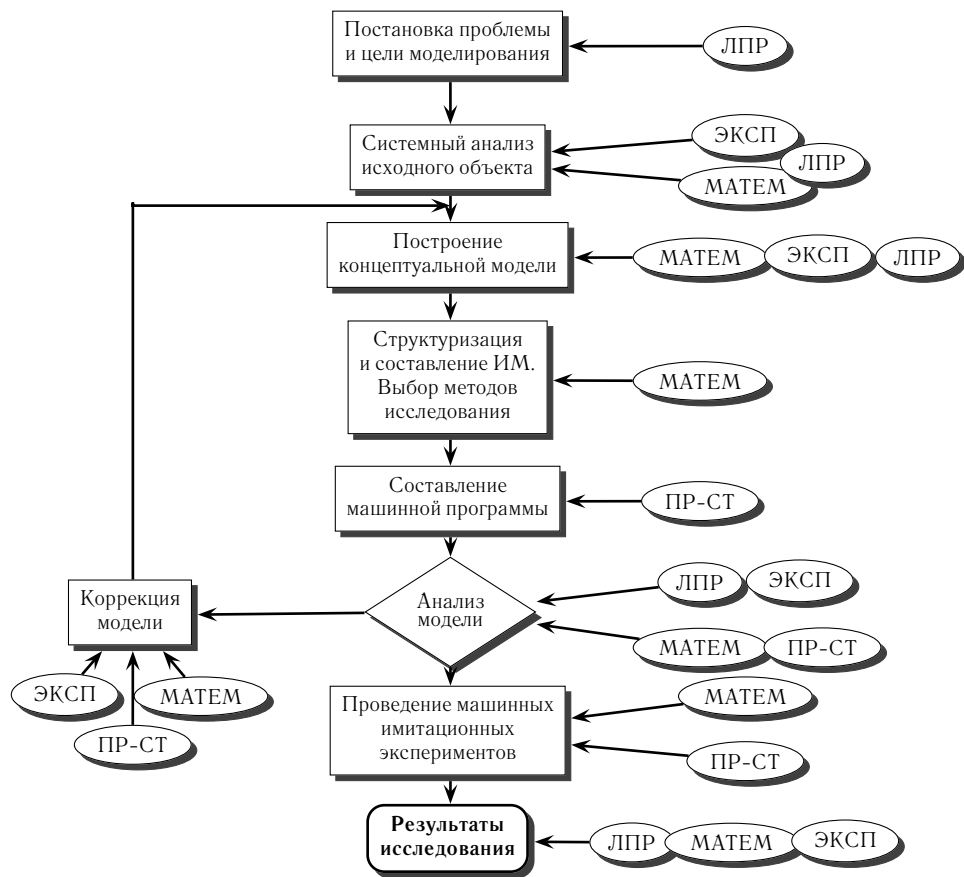 Постановка проблемы
и цели моделирования
ЛПР
Системный анализ
исходного объекта
ЭКСП
ЛПР
МАТЕМ
Построение
концептуальной модели
МАТЕМ
ЭКСП
ЛПР
Структуризация
и составление ИМ.
Выбор методов
исследования
МАТЕМ
Составление
машинной программы
ПР-СТ
Анализ
модели
ЛПР
ЭКСП
МАТЕМ
ПР-СТ
Коррекция
модели
ЭКСП
МАТЕМ
ПР-СТ
Проведение машинных
имитационных
экспериментов
МАТЕМ
ПР-СТ
Результаты
исследования
ЛПР
МАТЕМ
ЭКСП